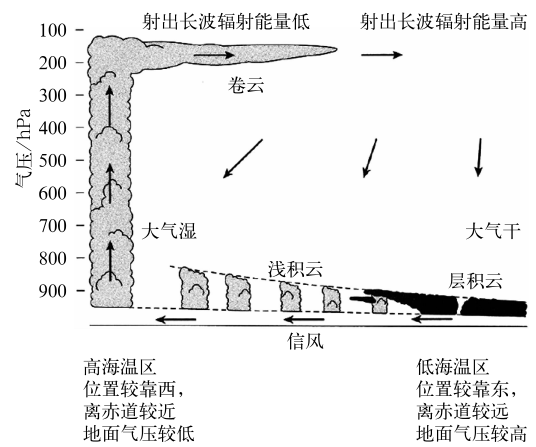 射出长波辐射能量低 射出长波辐射能量高
100
200
300
400
500
600
700
800
900
气压/hPa
卷云
大气湿 大气干
浅积云 层积云
信风
高海温区
位置较靠西，
离赤道较近
地面气压较低
低海温区
位置较靠东，
离赤道较远
地面气压较高